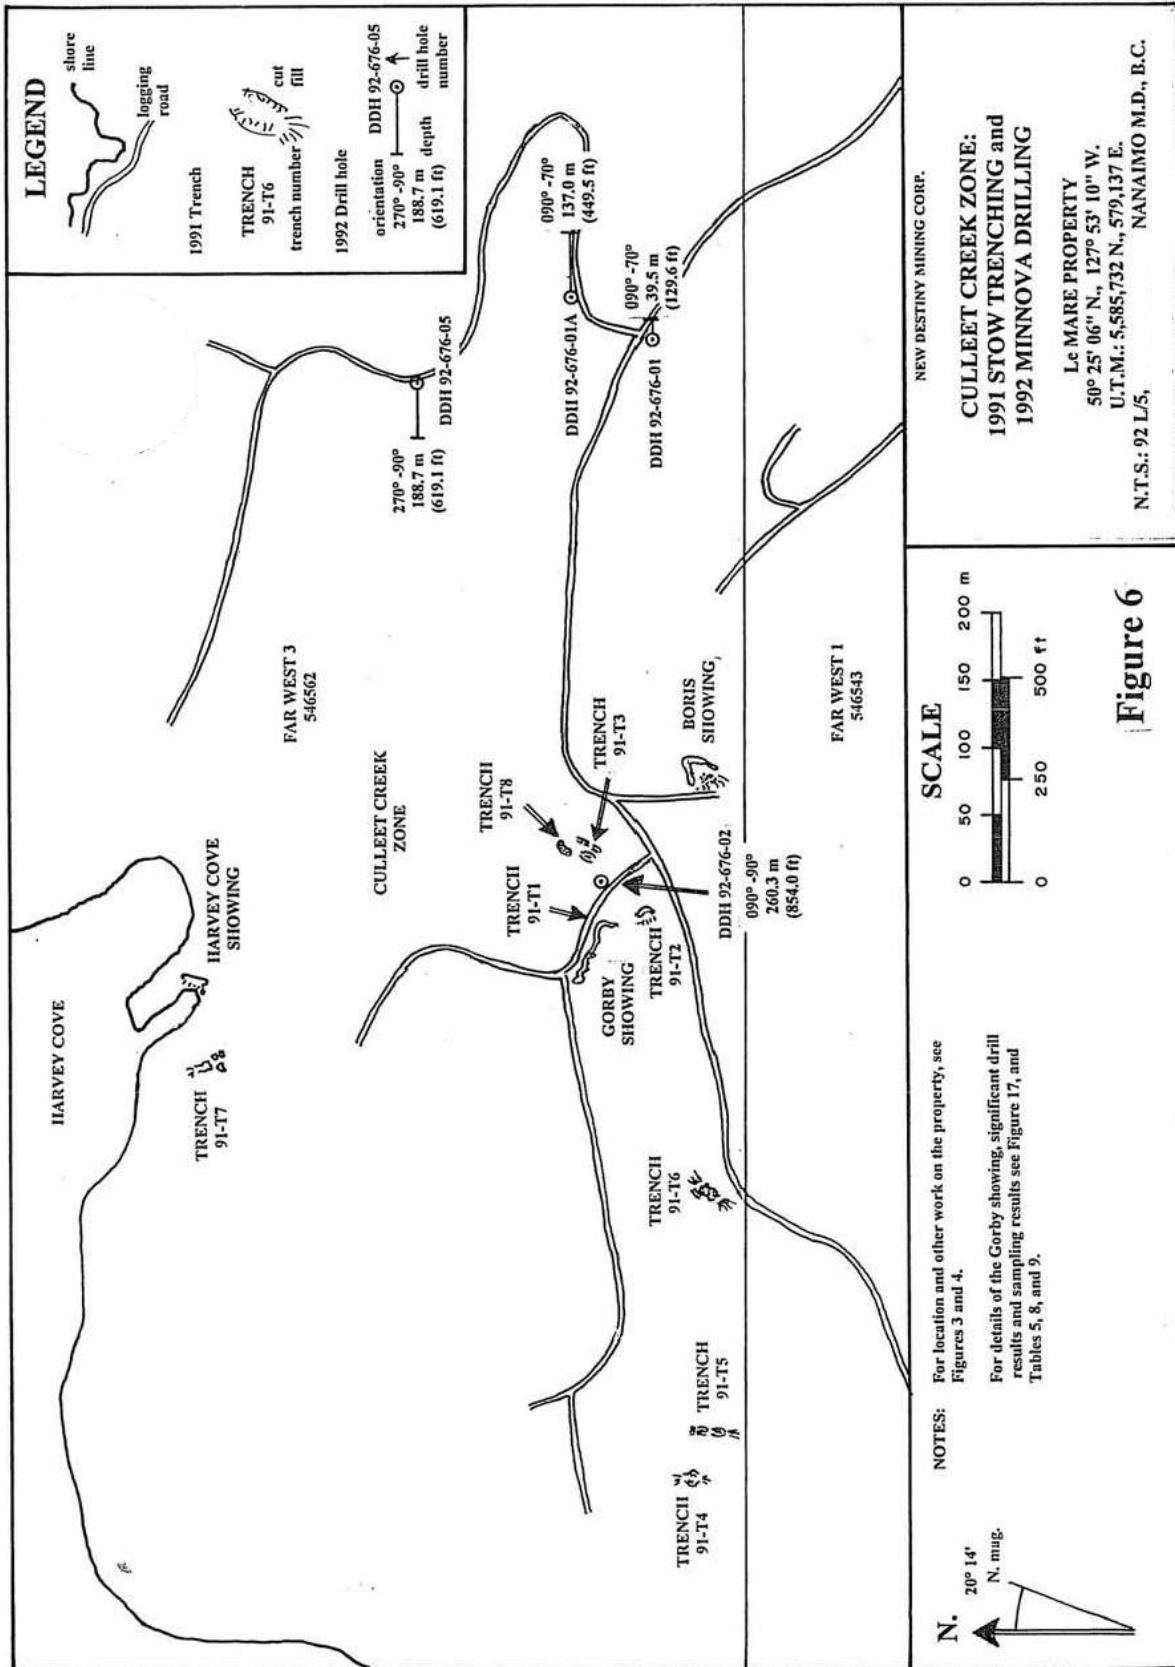 LEGEND
shore
line
logging
road
1991 Trench
TRENCH
91-T6
trench number
cut
fill
1992 Drill hole
orientation
270° -90°
188.7 m
(619.1 ft)
depth
DDH 92-676-05
drill hole
number
HARVEY COVE
HARVEY COVE
SHOWING
TRENCH
91-T7
FAR WEST 3
546562
CULLEET CREEK
ZONE
270° -90°
188.7 m
(619.1 ft)
DDH 92-676-05
090° -70°
137.0 m
(449.5 ft)
DDH 92-676-01A
090° -70°
39.5 m
(129.6 ft)
DDH 92-676-01
TRENCH
91-T8
TRENCH
91-T1
TRENCH
91-T3
GORBY
SHOWING
TRENCH
91-T2
BORIS
SHOWING
DDH 92-676-02
090° -90°
260.3 m
(854.0 ft)
TRENCH
91-T6
TRENCH
91-T5
TRENCH
91-T4
FAR WEST 1
546543
N.
20° 14'
N. mag.
NOTES: For location and other work on the property, see
Figures 3 and 4.
For details of the Gorby showing, significant drill
results and sampling results see Figure 17, and
Tables 5, 8, and 9.
SCALE
0 50 100 150 200 m
0 250 500 ft
Figure 6
NEW DESTINY MINING CORP.
CULLEET CREEK ZONE:
1991 STOW TRENCHING and
1992 MINNOVA DRILLING
Le MARE PROPERTY
50° 25' 06" N., 127° 53' 10" W.
U.T.M.: 5,585,732 N., 579,137 E.
N.T.S.: 92 L/5, NANAIMO M.D., B.C.